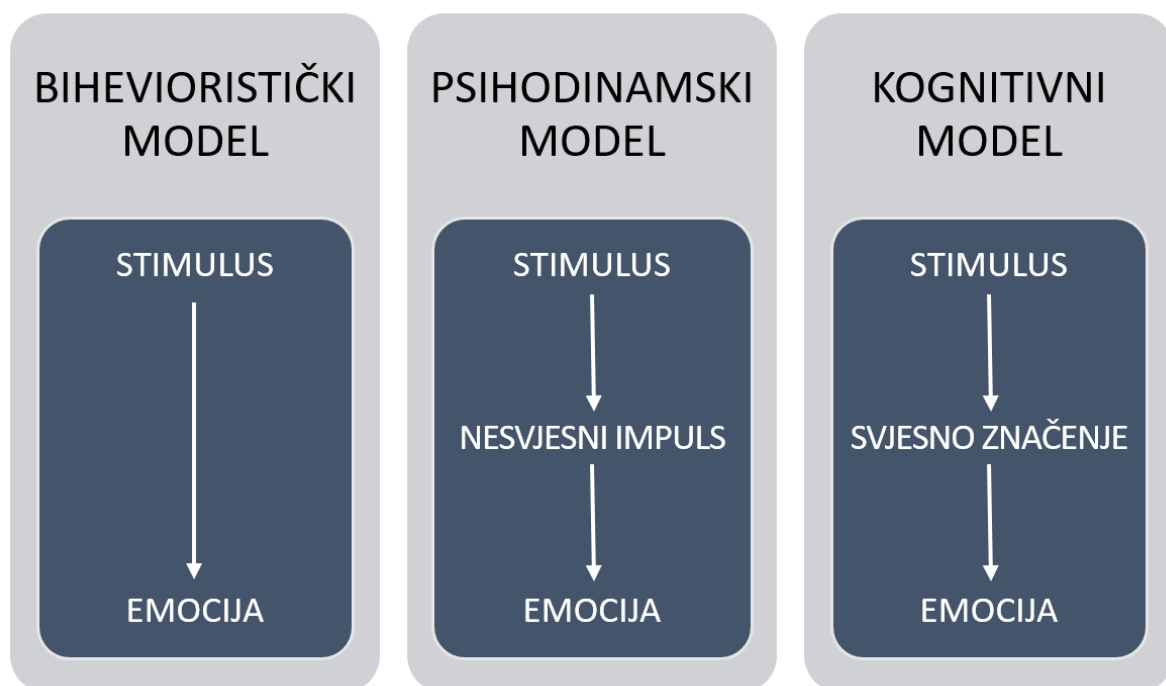 BIHEVIORISTIČKI
MODEL
STIMULUS
EMOCIJA
PSIHODINAMSKI
MODEL
STIMULUS
NESVJESNI IMPULS
EMOCIJA
KOGNITIVNI
MODEL
STIMULUS
SVJESNO ZNAČENJE
EMOCIJA